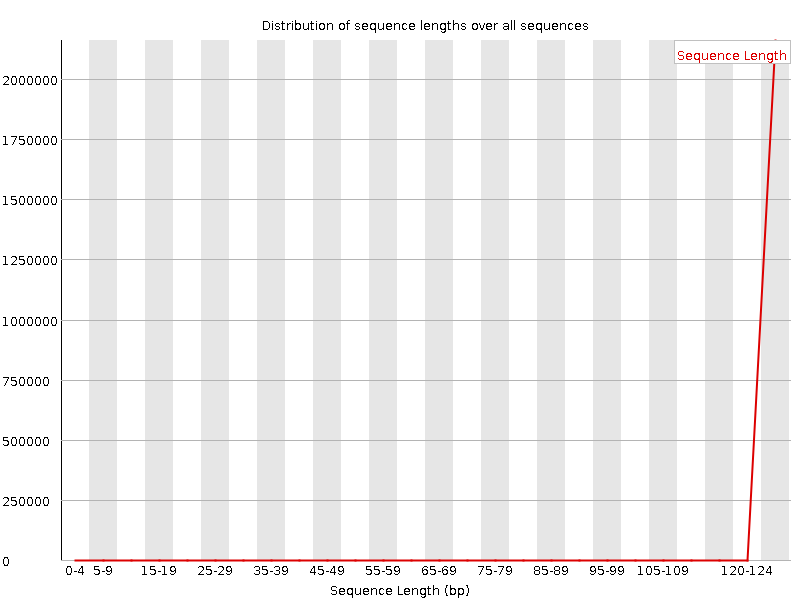 Distribution of sequence lengths over all sequences
Sequence Length
2000000
1750000
1500000
1250000
1000000
750000
500000
250000
0
0-4 5-9 15-19 25-29 35-39 45-49 55-59 65-69 75-79 85-89 95-99 105-109 120-124
Sequence Length (bp)